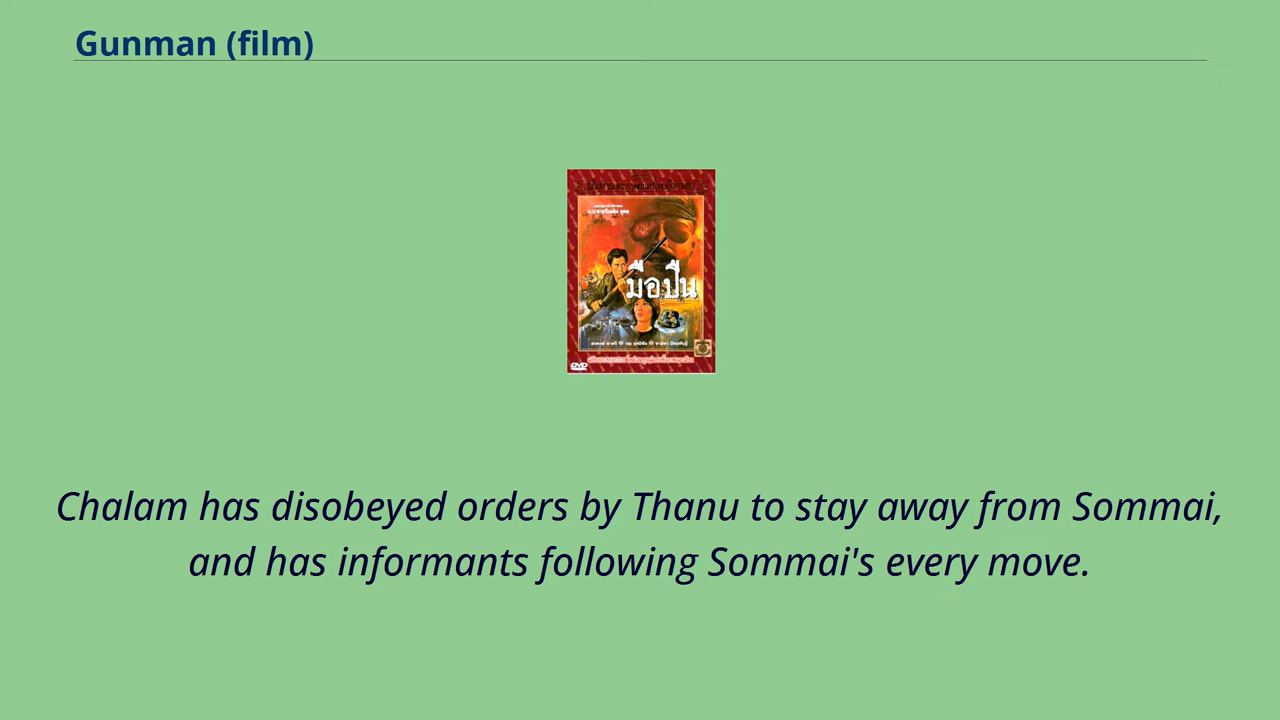 Gunman (film)
มือปืน
DVD
Chalam has disobeyed orders by Thanu to stay away from Sommai,
and has informants following Sommai's every move.